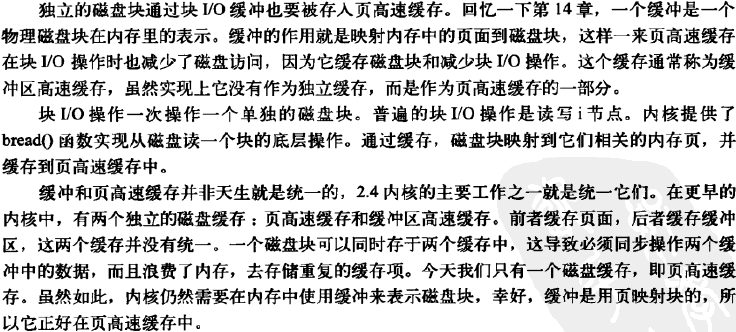 独立的磁盘块通过块 I/O 缓冲也要被存入页高速缓存。回忆一下第 14 章，一个缓冲是一个
物理磁盘块在内存里的表示。缓冲的作用就是映射内存中的页面到磁盘块，这样一来页高速缓存
在块 I/O 操作时也减少了磁盘访问，因为它缓存磁盘块和减少块 I/O 操作。这个缓存通常称为缓
冲区高速缓存，虽然实现上它没有作为独立缓存，而是作为页高速缓存的一部分。
块 I/O 操作一次操作一个单独的磁盘块。普遍的块 I/O 操作是读写 i 节点。内核提供了
bread() 函数实现从磁盘读一个块的底层操作。通过缓存，磁盘块映射到它们相关的内存页，并
缓存到页高速缓存中。
缓冲和页高速缓存并非天生就是统一的，2.4 内核的主要工作之一就是统一它们。在更早的
内核中，有两个独立的磁盘缓存：页高速缓存和缓冲区高速缓存。前者缓存页面，后者缓存缓冲
区，这两个缓存并没有统一。一个磁盘块可以同时存于两个缓存中，这导致必须同步操作两个缓
冲中的数据，而且浪费了内存，去存储重复的缓存项。今天我们只有一个磁盘缓存，即页高速缓
存。虽然如此，内核仍然需要在内存中使用缓冲来表示磁盘块，幸好，缓冲是用页映射块的，所
以它正好在页高速缓存中。